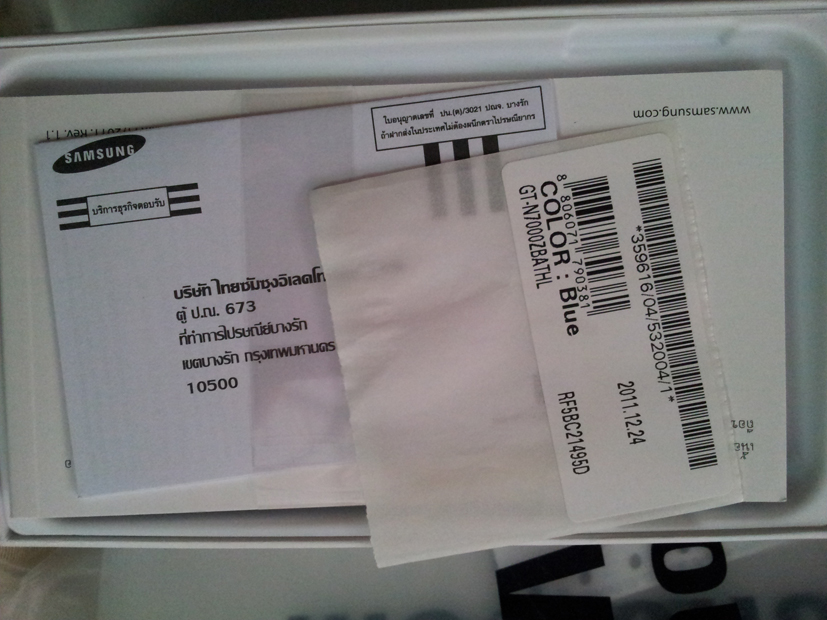 www.samsung.com
Rev. 1.1
SAMSUNG
ใบอนุญาตเลขที่ ปน.(ต)/3021 ปณจ. บางรัก
ถ้าฝากส่งในประเทศไม่ต้องผนึกตราไปรษณียากร
บริการธุรกิจตอบรับ
บริษัท ไทยซัมซุงอิเลคโท
ตู้ ป.ณ. 673
ที่ทำการไปรษณีย์บางรัก
เขตบางรัก กรุงเทพมหานคร
10500
*359616/04/532004/1*
8 806071 790381
COLOR : Blue
GT-N7000ZBATHL
2011.12.24
RF5BC21495D